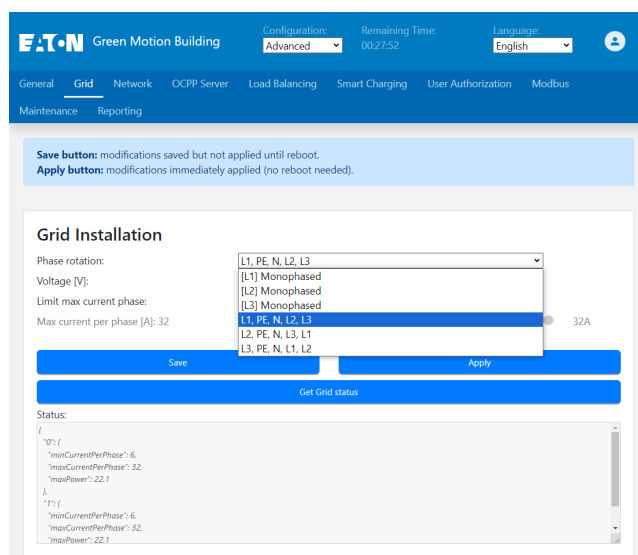 EATON Green Motion Building
Configuration: Advanced
Remaining Time: 00:27:52
Language: English
General Grid Network OCPP Server Load Balancing Smart Charging User Authorization Modbus
Maintenance Reporting
Save button: modifications saved but not applied until reboot.
Apply button: modifications immediately applied (no reboot needed).
Grid Installation
Phase rotation: L1, PE, N, L2, L3
Voltage [V]:
Limit max current phase:
Max current per phase [A]: 32
[L1] Monophased
[L2] Monophased
[L3] Monophased
L1, PE, N, L2, L3
L2, PE, N, L3, L1
L3, PE, N, L1, L2
32A
Save Apply
Get Grid status
Status:
{
"0": {
"minCurrentPerPhase": 6,
"maxCurrentPerPhase": 32,
"maxPower": 22.1
},
"1": {
"minCurrentPerPhase": 6,
"maxCurrentPerPhase": 32,
"maxPower": 22.1